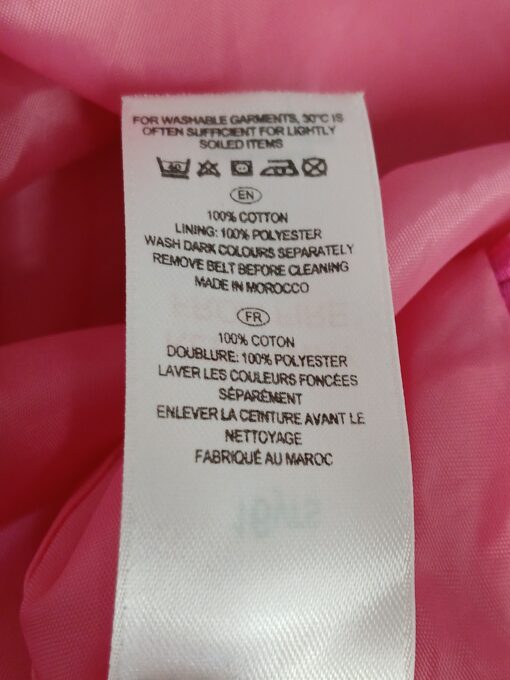 FOR WASHABLE GARMENTS, 30°C IS
OFTEN SUFFICIENT FOR LIGHTLY
SOILED ITEMS
40
EN
100% COTTON
LINING: 100% POLYESTER
WASH DARK COLOURS SEPARATELY
REMOVE BELT BEFORE CLEANING
MADE IN MOROCCO
FR
100% COTON
DOUBLURE: 100% POLYESTER
LAVER LES COULEURS FONCÉES
SÉPARÉMENT
ENLEVER LA CEINTURE AVANT LE
NETTOYAGE
FABRIQUÉ AU MAROC
16yrs